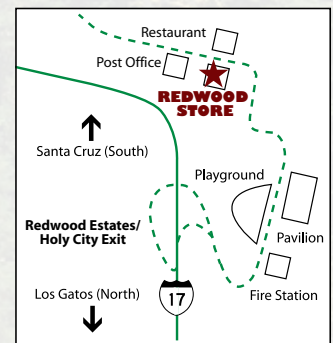 Restaurant
Post Office
REDWOOD
STORE
Santa Cruz (South)
Playground
Redwood Estates/
Holy City Exit
Pavilion
Los Gatos (North)
17
Fire Station